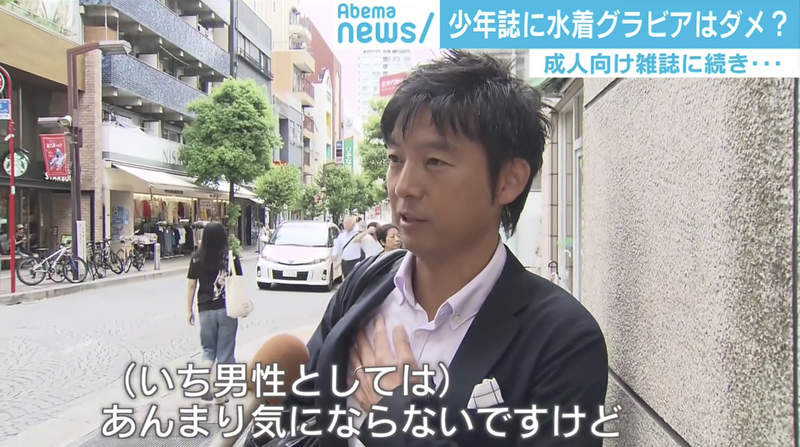 Abema
news/
少年誌に水着グラビアはダメ？
成人向け雑誌に続き・・・
（いち男性としては）
あんまり気にならないですけど